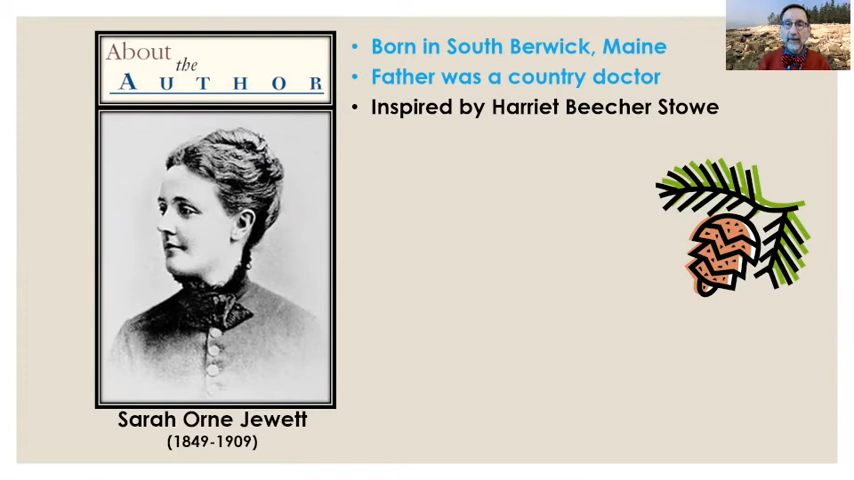 About
the
AUTHOR
Sarah Orne Jewett
(1849-1909)
• Born in South Berwick, Maine
• Father was a country doctor
• Inspired by Harriet Beecher Stowe